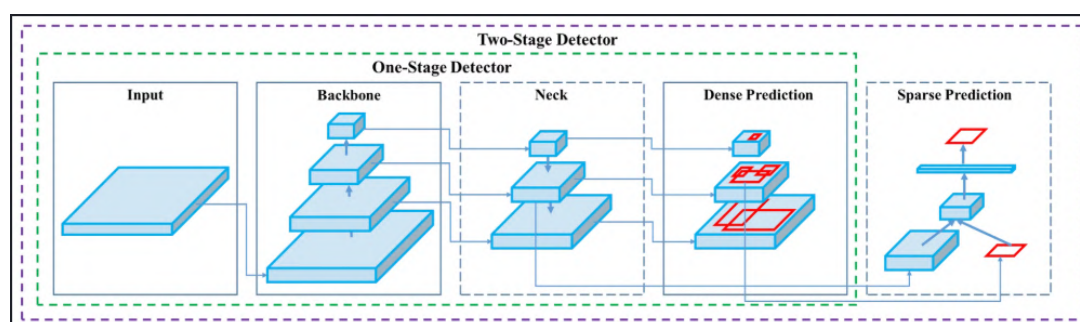 Two-Stage Detector
One-Stage Detector
Input
Backbone
Neck
Dense Prediction
Sparse Prediction